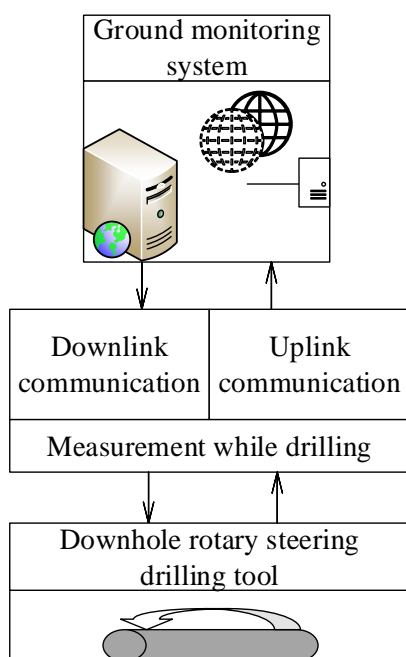 Ground monitoring
system
Downlink
communication
Uplink
communication
Measurement while drilling
Downhole rotary steering
drilling tool